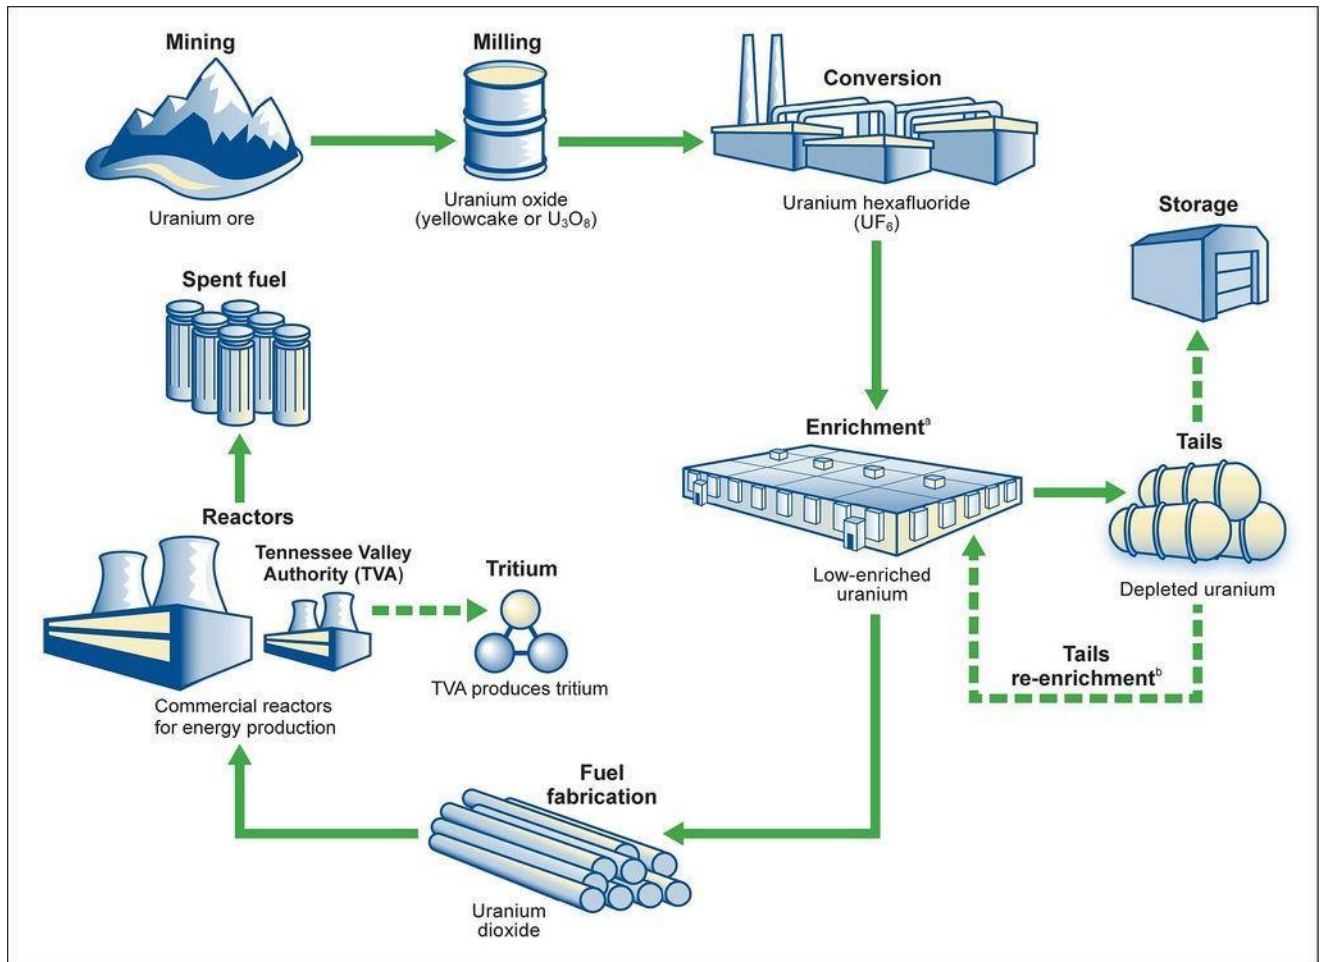 Mining
Uranium ore
Milling
Uranium oxide
(yellowcake or U₃O₈)
Conversion
Uranium hexafluoride
(UF₆)
Storage
Spent fuel
Enrichmentᵃ
Low-enriched
uranium
Tails
Depleted uranium
Tails
re-enrichmentᵇ
Reactors
Tennessee Valley
Authority (TVA)
Tritium
TVA produces tritium
Commercial reactors
for energy production
Fuel
fabrication
Uranium
dioxide